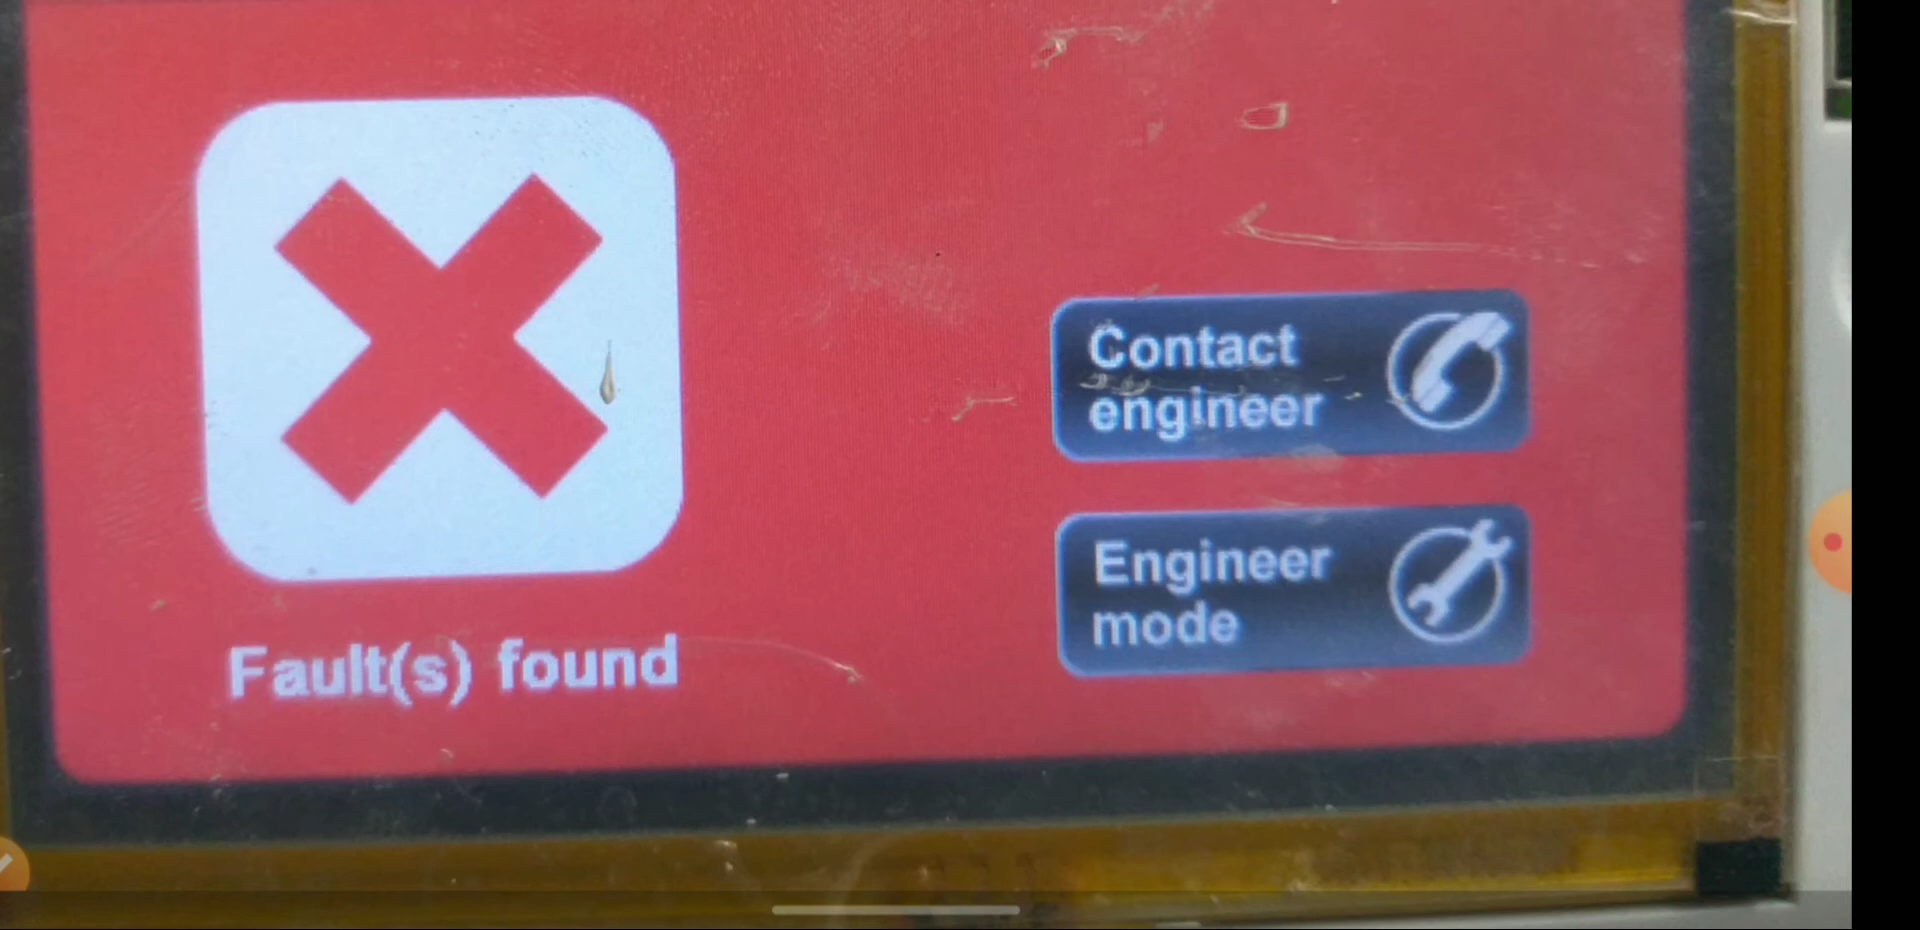 Contact
engineer
Engineer
mode
Fault(s) found